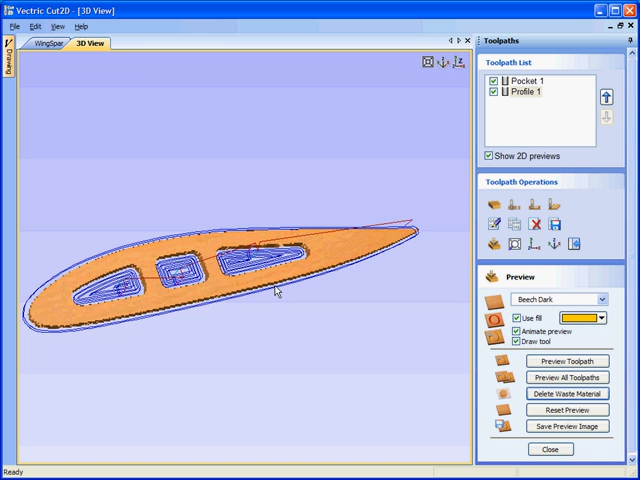 Vectric Cut2D - [3D View]
File Edit View Help
WingSpar 3D View
Drawing
Toolpaths
Toolpath List
Pocket 1
Profile 1
Show 2D previews
Toolpath Operations
Preview
Beech Dark
Use fill
Animate preview
Draw tool
Preview Toolpath
Preview All Toolpaths
Delete Waste Material
Reset Preview
Save Preview Image
Close
Ready